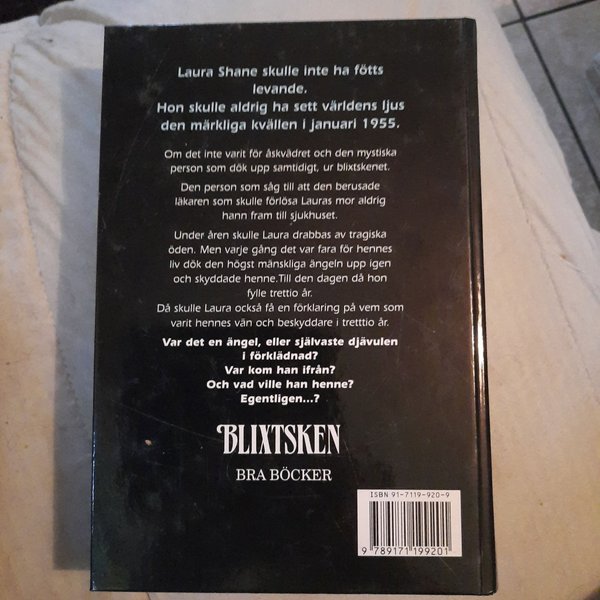 Laura Shane skulle inte ha fötts
levande.
Hon skulle aldrig ha sett världens ljus
den märkliga kvällen i januari 1955.
Om det inte varit för åskvädret och den mystiska
person som dök upp samtidigt, ur blixtskenet.
Den person som såg till att den berusade
läkaren som skulle förlösa Lauras mor aldrig
hann fram till sjukhuset.
Under åren skulle Laura drabbas av tragiska
öden. Men varje gång det var fara för hennes
liv dök den högst mänskliga ängeln upp igen
och skyddade henne.Till den dagen då hon
fylle trettio år.
Då skulle Laura också få en förklaring på vem som
varit hennes vän och beskyddare i tretttio år.
Var det en ängel, eller självaste djävulen
i förklädnad?
Var kom han ifrån?
Och vad ville han henne?
Egentligen...?
BLIXTSKEN
BRA BÖCKER
ISBN 91-7119-920-9
9 789171 199201